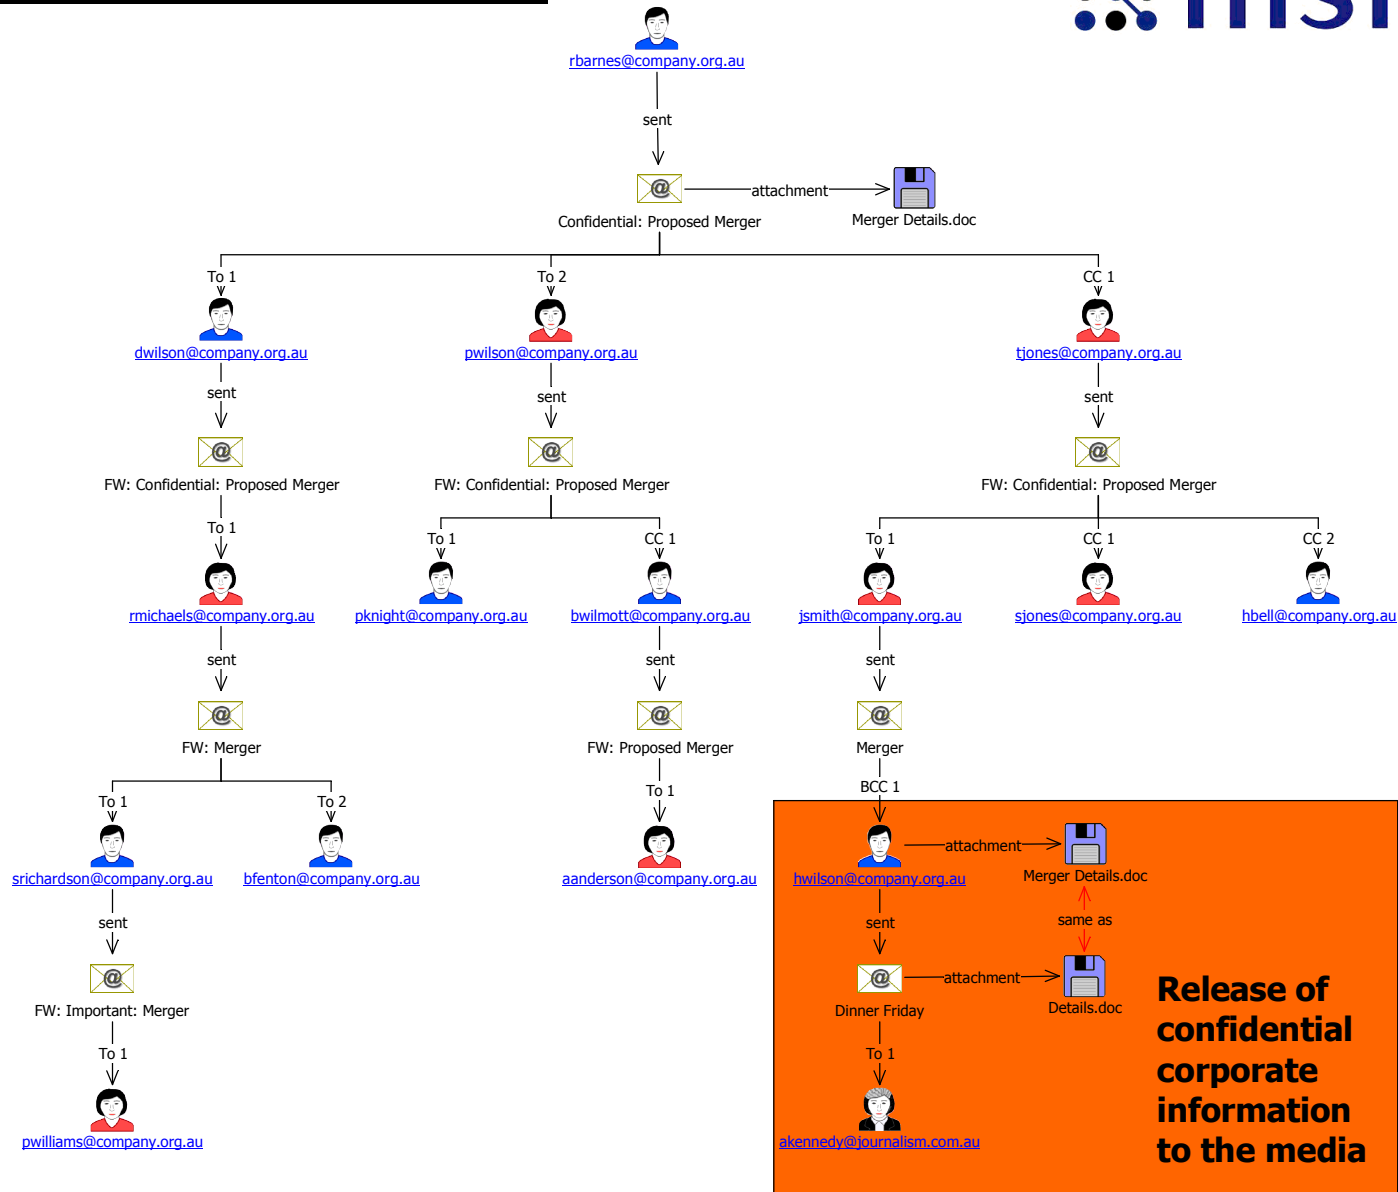 rbarnes@company.org.au
sent
attachment
Confidential: Proposed Merger
Merger Details.doc
To 1
To 2
CC 1
dwilson@company.org.au
pwilson@company.org.au
tjones@company.org.au
sent
sent
sent
FW: Confidential: Proposed Merger
FW: Confidential: Proposed Merger
FW: Confidential: Proposed Merger
To 1
To 1
CC 1
To 1
CC 1
CC 2
rmichaels@company.org.au
pknight@company.org.au
bwilmott@company.org.au
jsmith@company.org.au
sjones@company.org.au
hbell@company.org.au
sent
sent
sent
FW: Merger
FW: Proposed Merger
Merger
To 1
To 2
To 1
BCC 1
attachment
srichardson@company.org.au
bfenton@company.org.au
aanderson@company.org.au
hwilson@company.org.au
Merger Details.doc
sent
sent
same as
attachment
FW: Important: Merger
Dinner Friday
Details.doc
To 1
To 1
pwilliams@company.org.au
akennedy@journalism.com.au
Release of
confidential
corporate
information
to the media